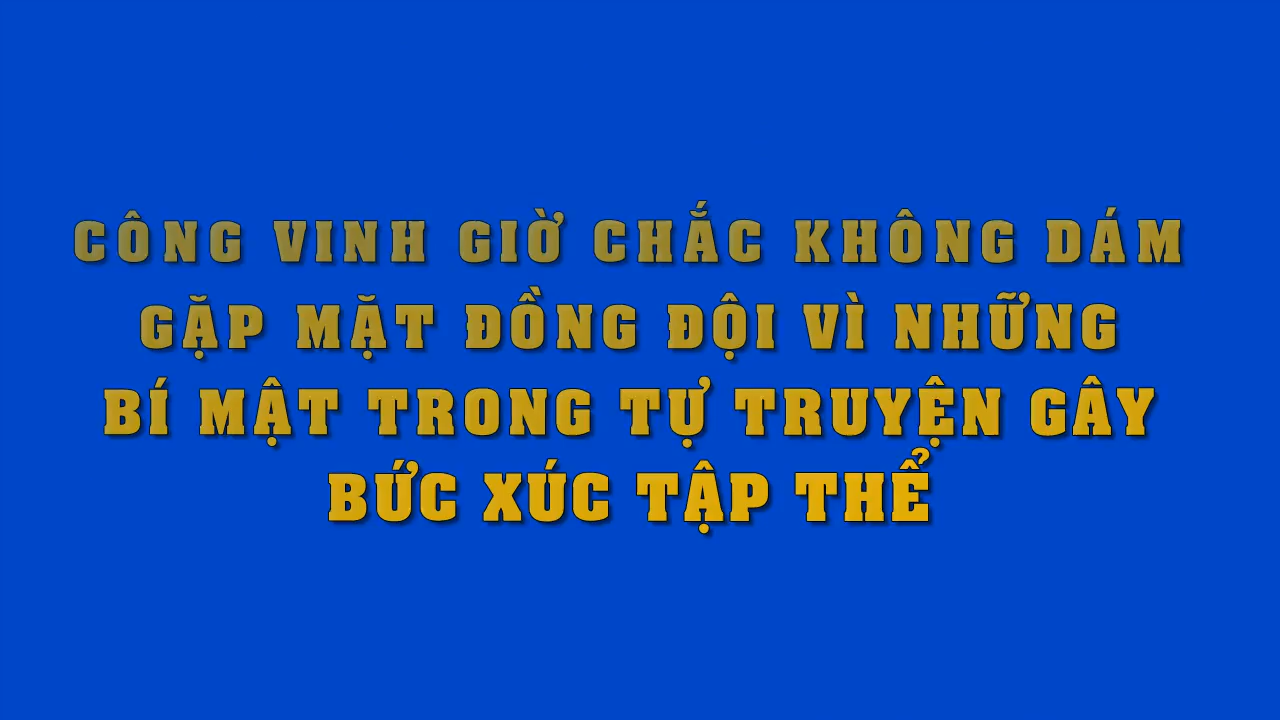 CÔNG VINH GIỜ CHẮC KHÔNG DÁM
GẶP MẶT ĐỒNG ĐỘI VÌ NHỮNG
BÍ MẬT TRONG TỰ TRUYỆN GÂY
BỨC XÚC TẬP THỂ